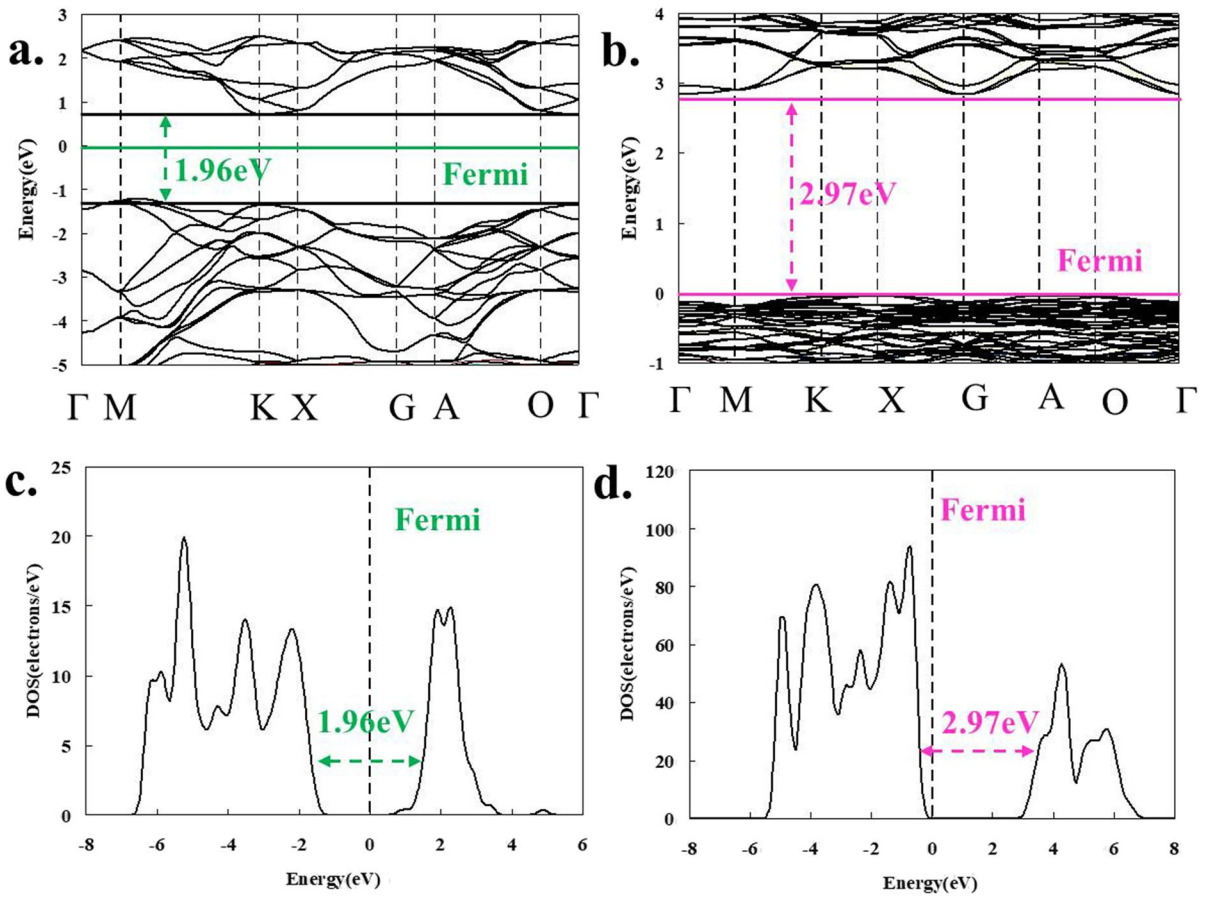 a.
3
2
1
0
-1
-2
-3
-4
-5
Energy(eV)
1.96eV
Fermi
Γ M K X G A O Γ
b.
4
3
2
1
0
-1
Energy(eV)
2.97eV
Fermi
Γ M K X G A O Γ
c.
25
20
15
10
5
0
DOS(electrons/eV)
Fermi
1.96eV
-8 -6 -4 -2 0 2 4 6
Energy(eV)
d.
120
100
80
60
40
20
0
DOS(electrons/eV)
Fermi
2.97eV
-8 -6 -4 -2 0 2 4 6 8
Energy(eV)